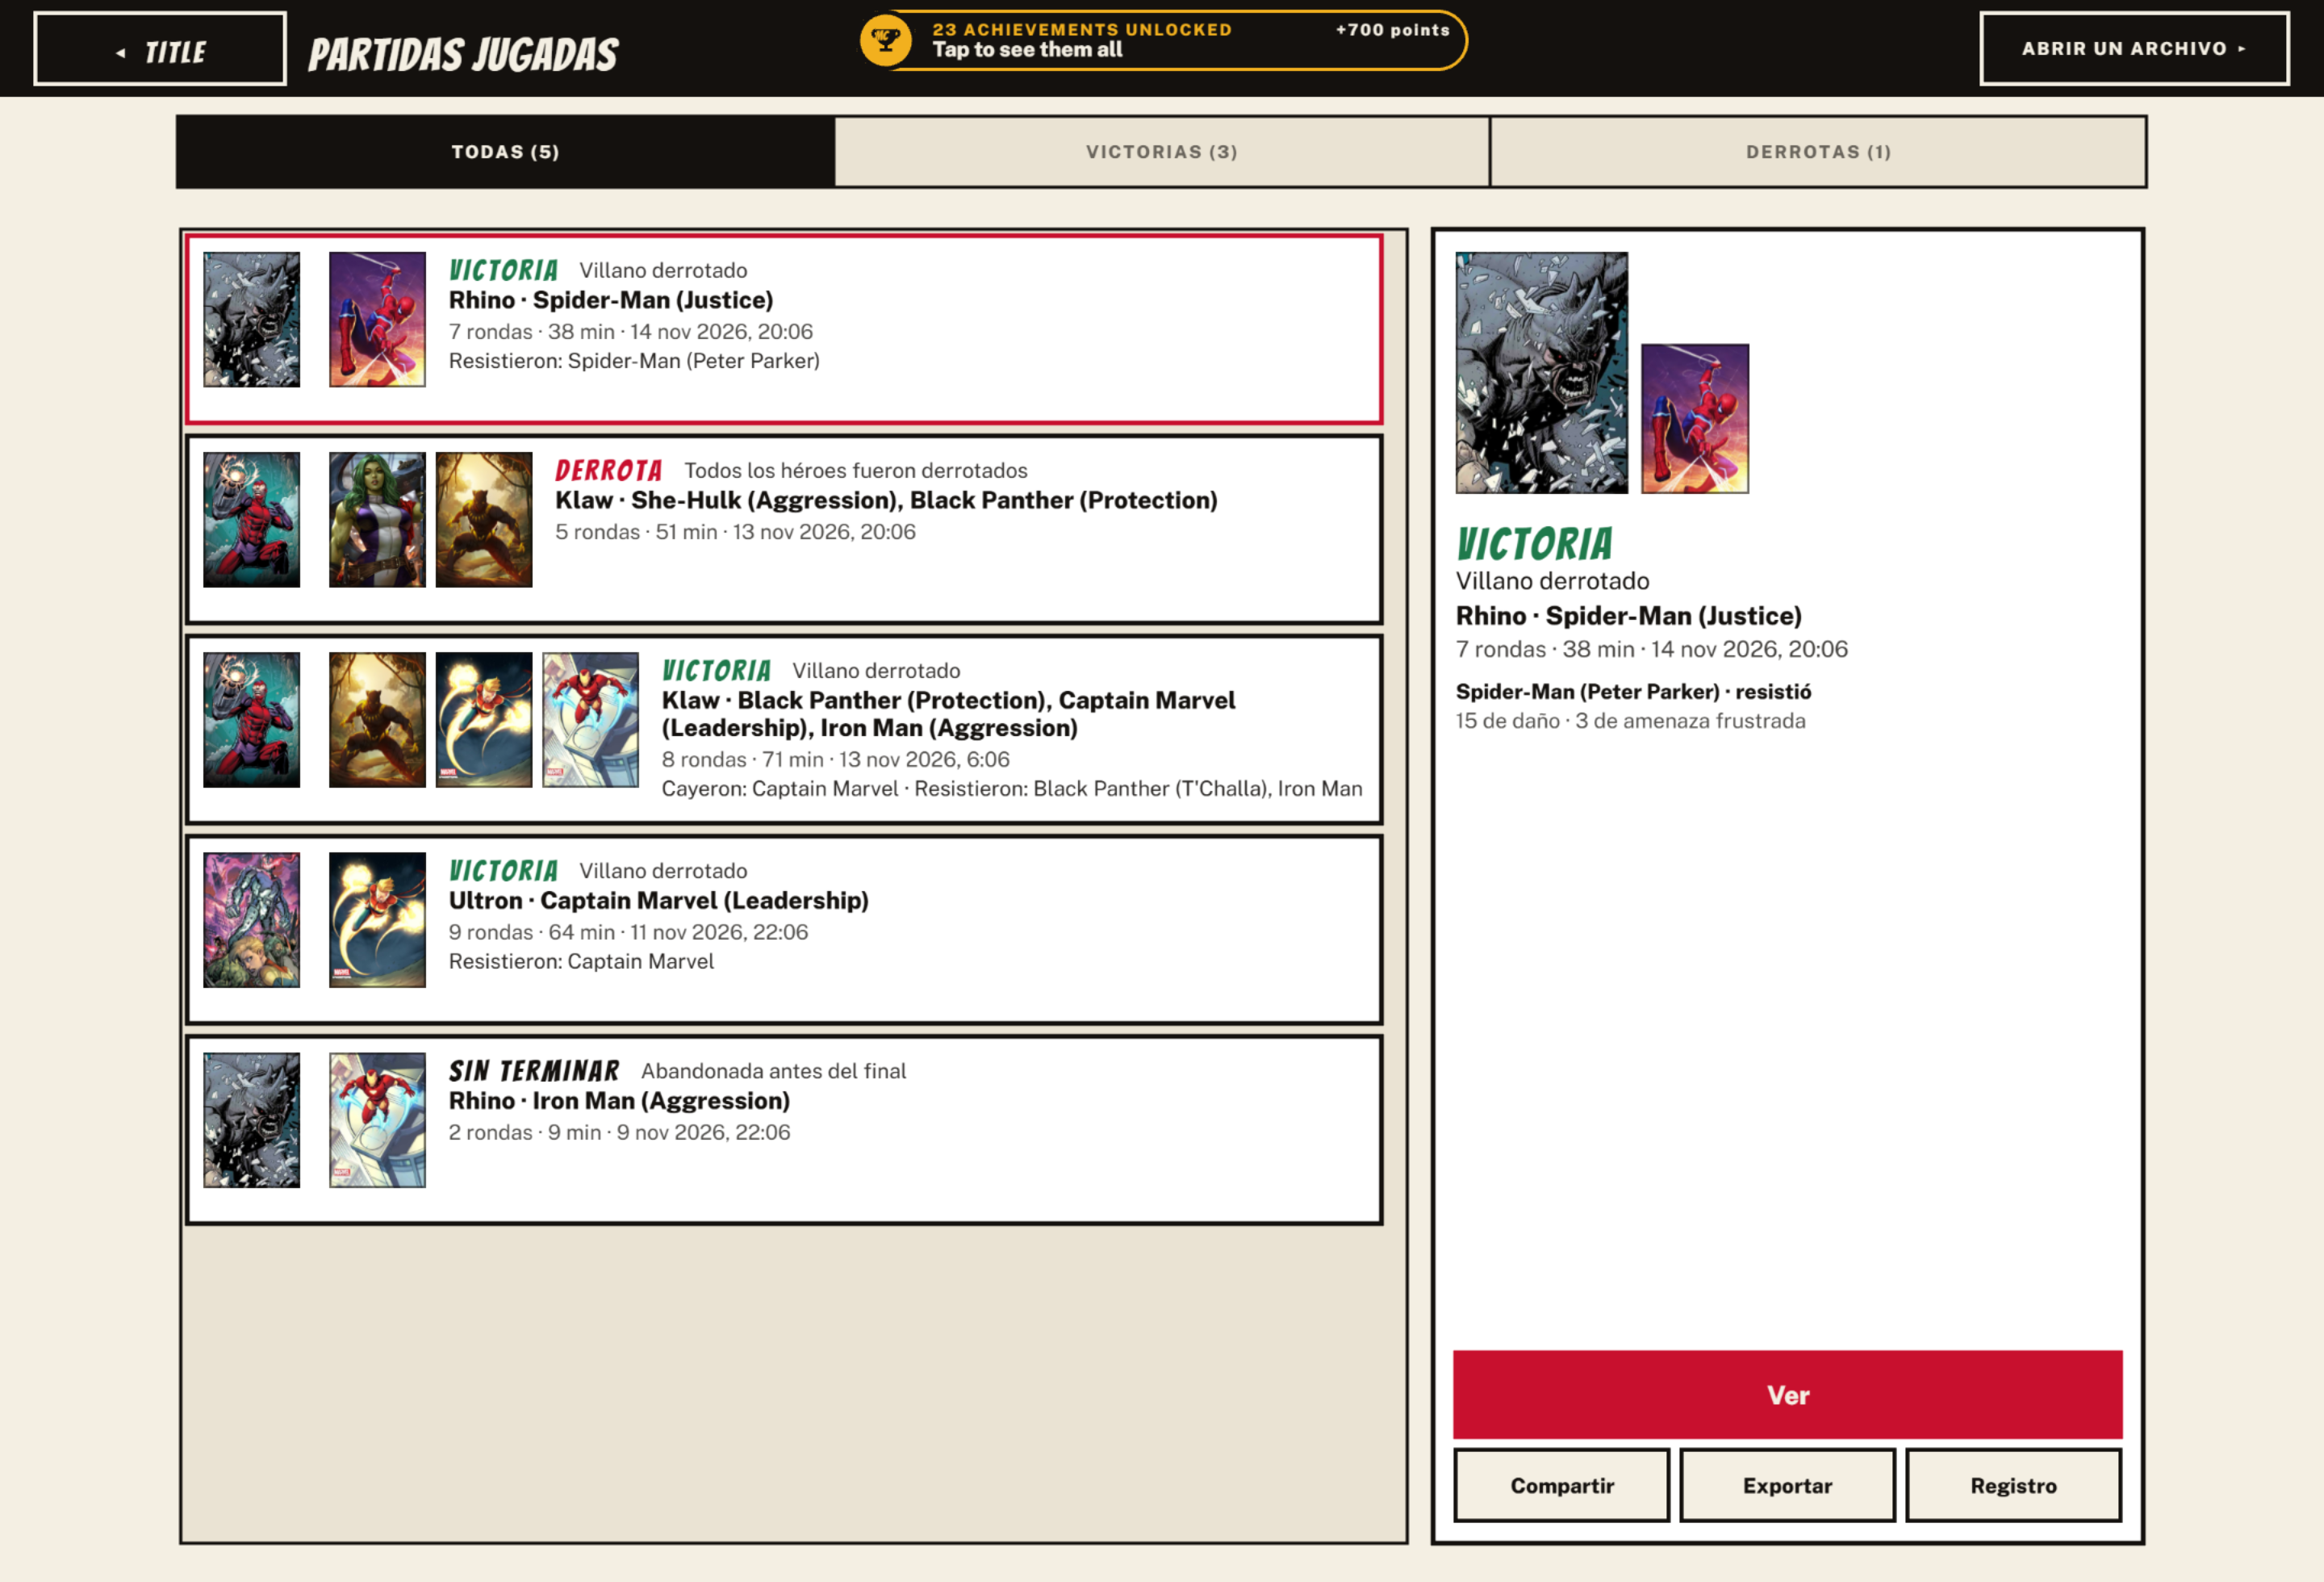 ◂ TITLE
PARTIDAS JUGADAS
23 ACHIEVEMENTS UNLOCKED
+700 points
Tap to see them all
ABRIR UN ARCHIVO ▸
TODAS (5)
VICTORIAS (3)
DERROTAS (1)
VICTORIA Villano derrotado
Rhino · Spider-Man (Justice)
7 rondas · 38 min · 14 nov 2026, 20:06
Resistieron: Spider-Man (Peter Parker)
DERROTA Todos los héroes fueron derrotados
Klaw · She-Hulk (Aggression), Black Panther (Protection)
5 rondas · 51 min · 13 nov 2026, 20:06
VICTORIA Villano derrotado
Klaw · Black Panther (Protection), Captain Marvel
(Leadership), Iron Man (Aggression)
8 rondas · 71 min · 13 nov 2026, 6:06
Cayeron: Captain Marvel · Resistieron: Black Panther (T'Challa), Iron Man
VICTORIA Villano derrotado
Ultron · Captain Marvel (Leadership)
9 rondas · 64 min · 11 nov 2026, 22:06
Resistieron: Captain Marvel
SIN TERMINAR Abandonada antes del final
Rhino · Iron Man (Aggression)
2 rondas · 9 min · 9 nov 2026, 22:06
VICTORIA
Villano derrotado
Rhino · Spider-Man (Justice)
7 rondas · 38 min · 14 nov 2026, 20:06
Spider-Man (Peter Parker) · resistió
15 de daño · 3 de amenaza frustrada
Ver
Compartir
Exportar
Registro